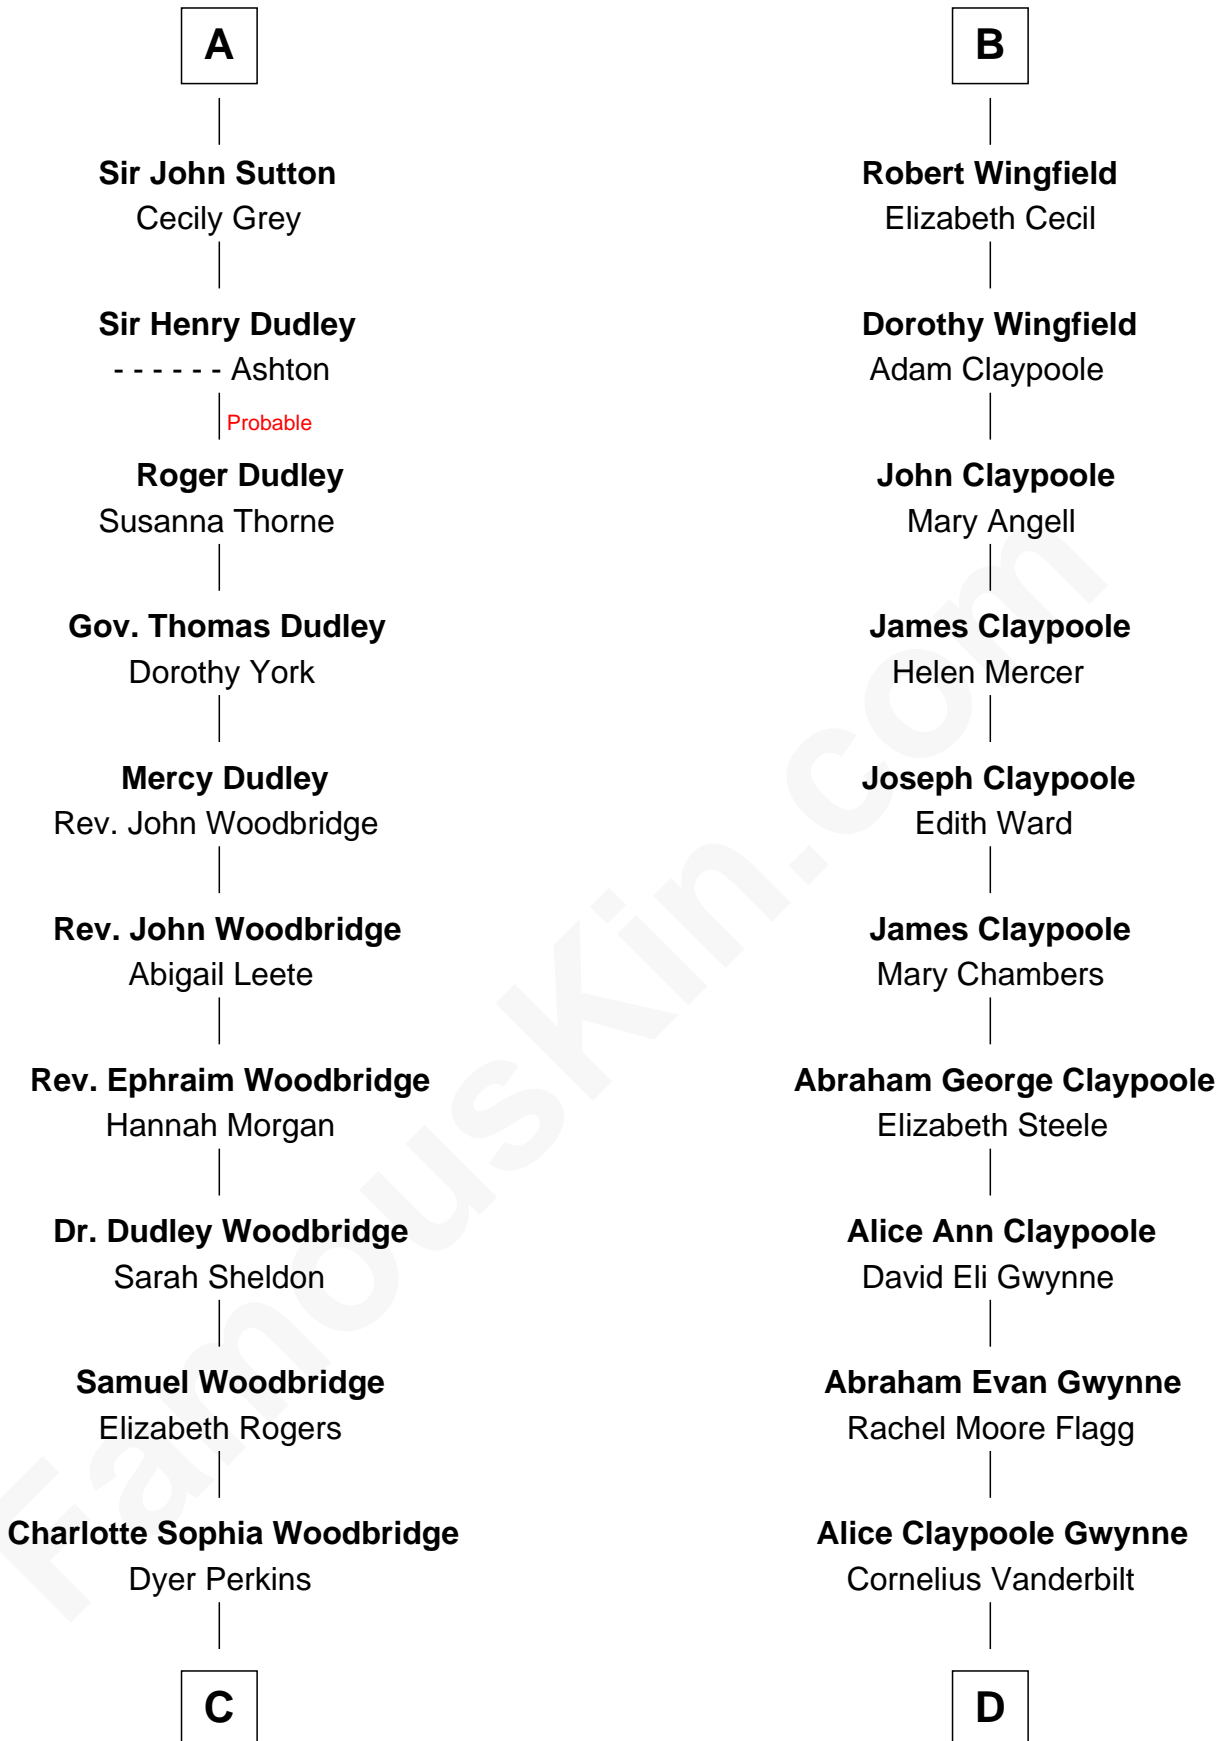 A
Sir John Sutton
Cecily Grey
Sir Henry Dudley
- - - - - - Ashton
Probable
Roger Dudley
Susanna Thorne
Gov. Thomas Dudley
Dorothy York
Mercy Dudley
Rev. John Woodbridge
Rev. John Woodbridge
Abigail Leete
Rev. Ephraim Woodbridge
Hannah Morgan
Dr. Dudley Woodbridge
Sarah Sheldon
Samuel Woodbridge
Elizabeth Rogers
Charlotte Sophia Woodbridge
Dyer Perkins
C
B
Robert Wingfield
Elizabeth Cecil
Dorothy Wingfield
Adam Claypoole
John Claypoole
Mary Angell
James Claypoole
Helen Mercer
Joseph Claypoole
Edith Ward
James Claypoole
Mary Chambers
Abraham George Claypoole
Elizabeth Steele
Alice Ann Claypoole
David Eli Gwynne
Abraham Evan Gwynne
Rachel Moore Flagg
Alice Claypoole Gwynne
Cornelius Vanderbilt
D
FamousKin.com